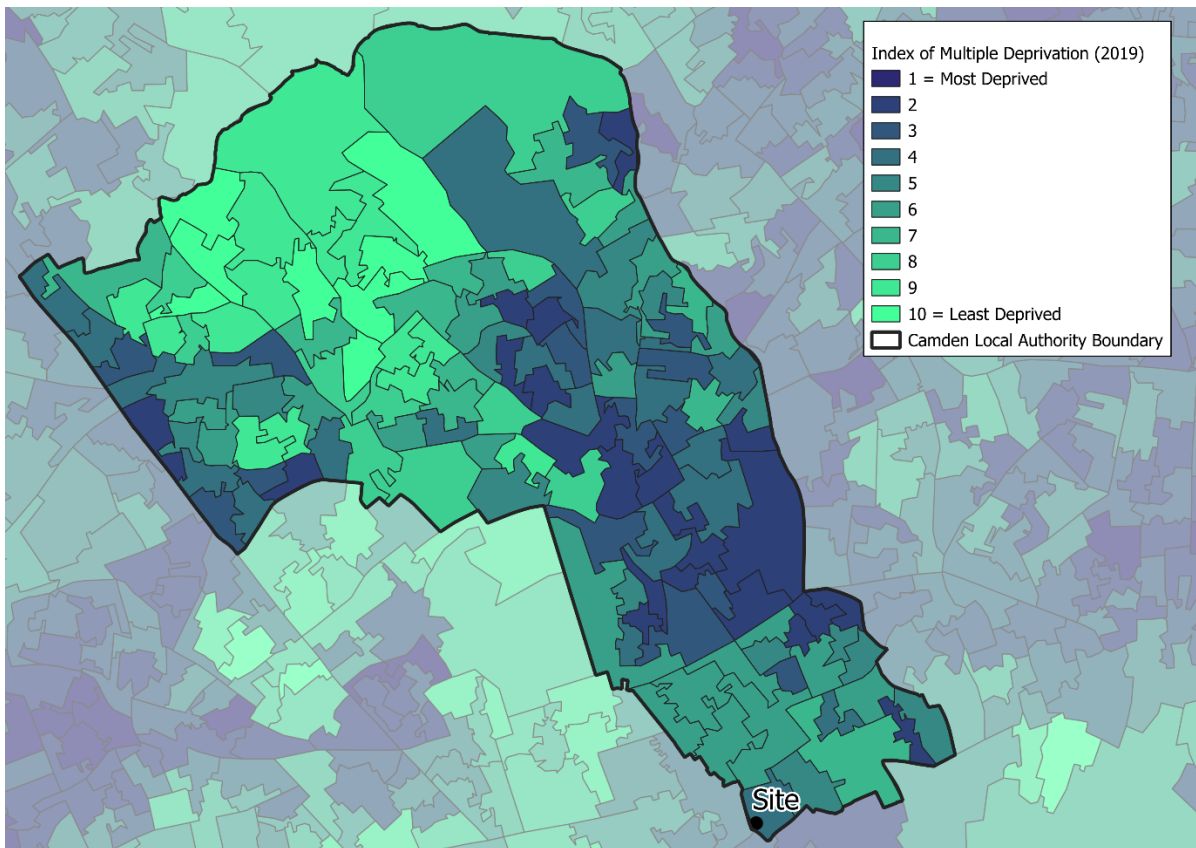 Index of Multiple Deprivation (2019)
1 = Most Deprived
2
3
4
5
6
7
8
9
10 = Least Deprived
Camden Local Authority Boundary
Site